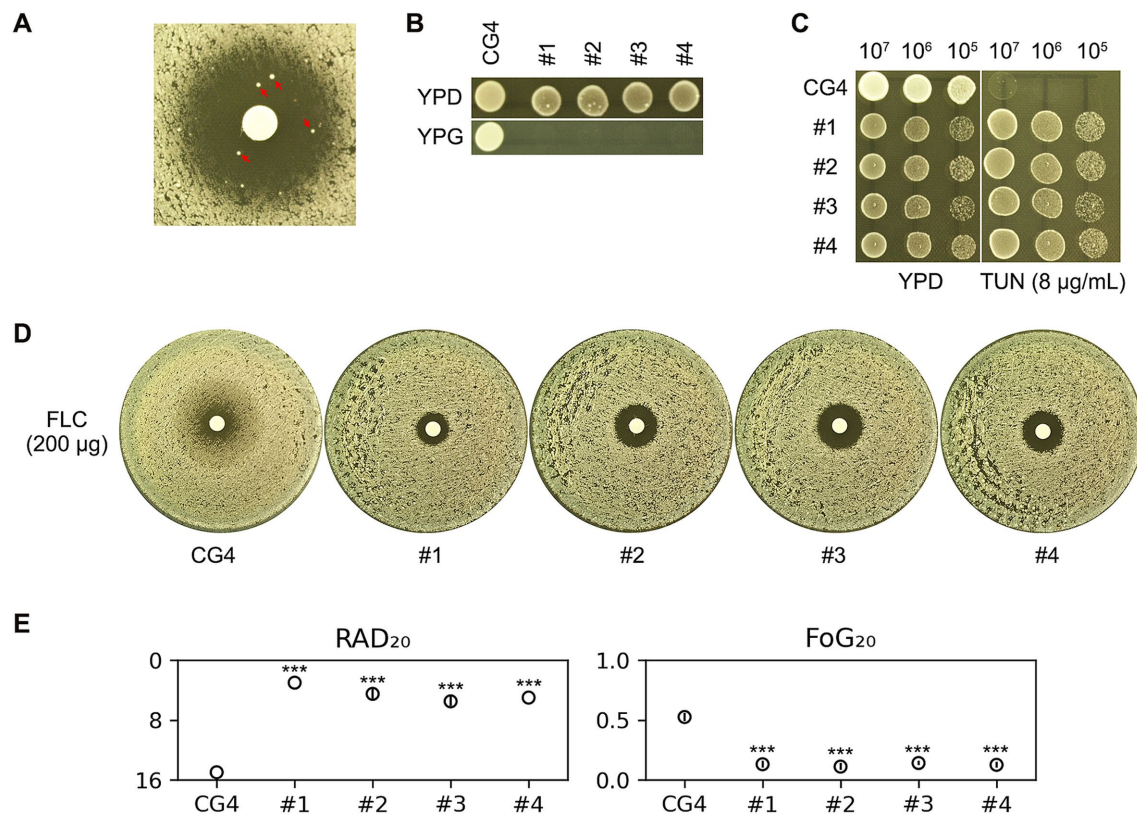 A
B
CG4
#1
#2
#3
#4
YPD
YPG
C
10⁷ 10⁶ 10⁵ 10⁷ 10⁶ 10⁵
CG4
#1
#2
#3
#4
YPD
TUN (8 µg/mL)
D
FLC
(200 µg)
CG4
#1
#2
#3
#4
E
RAD₂₀
0
8
16
***
***
***
***
CG4
#1
#2
#3
#4
FoG₂₀
1.0
0.5
0.0
***
***
***
***
CG4
#1
#2
#3
#4